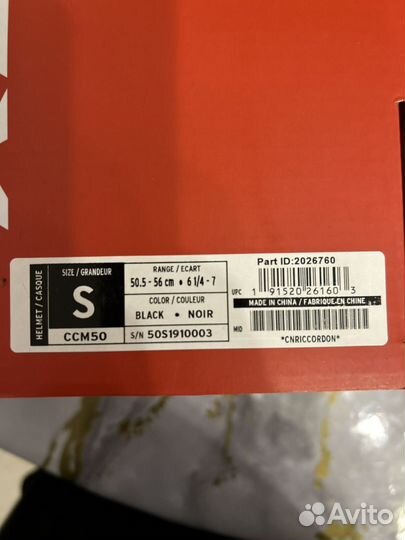 HELMET / CASQUE
SIZE / GRANDEUR
S
CCM50
RANGE / ECART
50.5 - 56 cm • 6 1/4 - 7
COLOR / COULEUR
BLACK • NOIR
S/N 50S1910003
Part ID:2026760
UPC 1 91520 26160 3
MADE IN CHINA / FABRIQUE EN CHINE
MID
*CNRICCORDON*
Avito